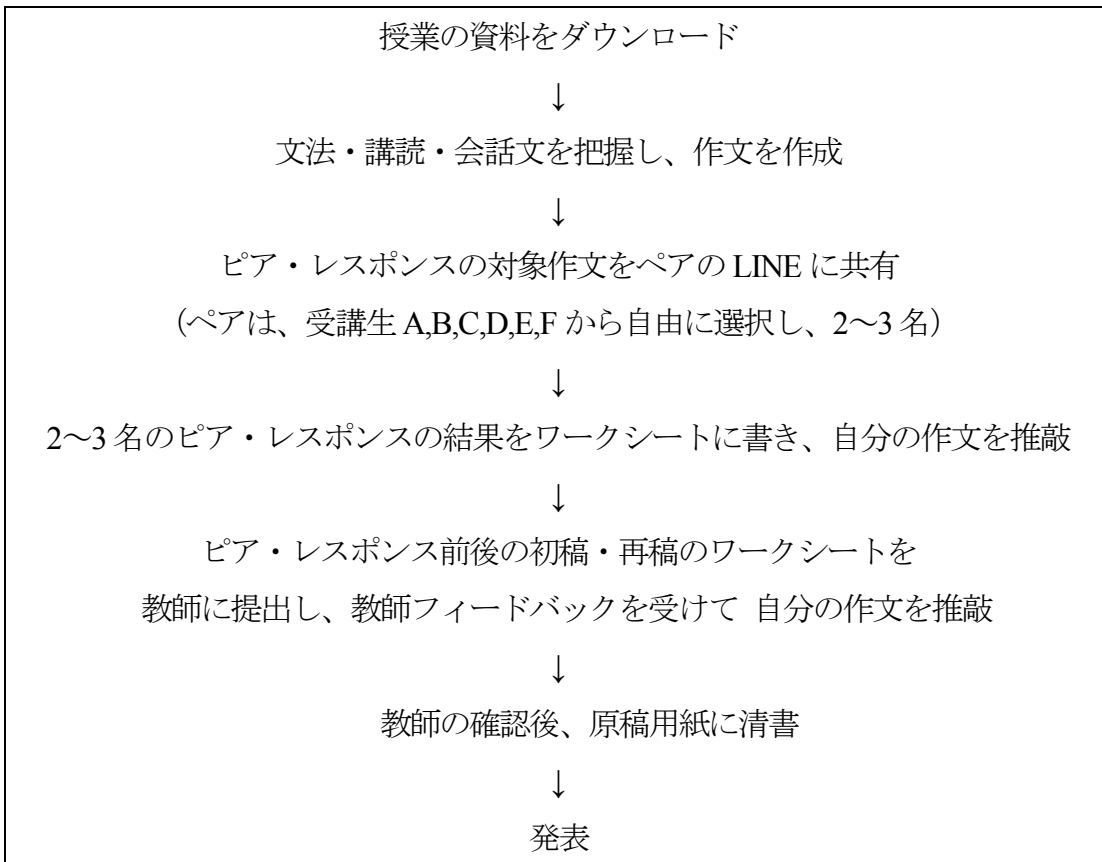 授業の資料をダウンロード
↓
文法・講読・会話文を把握し、作文を作成
↓
ピア・レスポンスの対象作文をペアの LINE に共有
（ペアは、受講生 A,B,C,D,E,F から自由に選択し、2～3 名）
↓
2～3 名のピア・レスポンスの結果をワークシートに書き、自分の作文を推敲
↓
ピア・レスポンス前後の初稿・再稿のワークシートを
教師に提出し、教師フィードバックを受けて 自分の作文を推敲
↓
教師の確認後、原稿用紙に清書
↓
発表